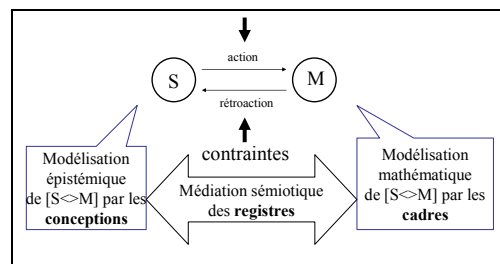 action
S
M
rétroaction
contraintes
Modélisation
épistémique
de [S<>M] par les
conceptions
Médiation sémiotique
des registres
Modélisation
mathématique
de [S<>M] par les
cadres